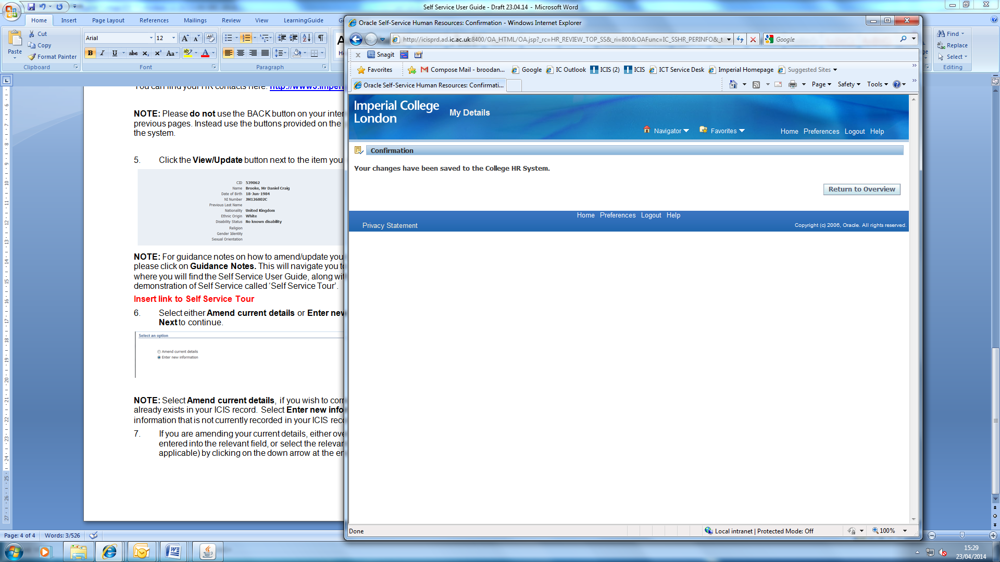 Self Service User Guide - Draft 23.04.14 - Microsoft Word
Home Insert Page Layout References Mailings Review View LearningGuide
Paste
Cut
Copy
Format Painter
Clipboard
Arial 12
Font
Paragraph
Find
Replace
Select
Editing
You can find your HR contacts here:
NOTE: Please do not use the BACK button on your inter
previous pages. Instead use the buttons provided on the
the system.
5. Click the View/Update button next to the item you
CID 539062
Name Brooke, Mr Daniel Craig
Date of Birth 18-Jun-1984
NI Number JM126802C
Previous Last Name
Nationality United Kingdom
Ethnic Origin White
Disability Status No known disability
Religion
Gender Identity
Sexual Orientation
NOTE: For guidance notes on how to amend/update you
please click on Guidance Notes. This will navigate you to
where you will find the Self Service User Guide, along wit
demonstration of Self Service called ‘Self Service Tour’.
Insert link to Self Service Tour
6. Select either Amend current details or Enter new
Next to continue.
Select an option
Amend current details
Enter new information
NOTE: Select Amend current details, if you wish to corr
already exists in your ICIS record. Select Enter new info
information that is not currently recorded in your ICIS reco
7. If you are amending your current details, either ove
entered into the relevant field, or select the relevan
applicable) by clicking on the down arrow at the en
Page: 4 of 4 Words: 3/526
Oracle Self-Service Human Resources: Confirmation - Windows Internet Explorer
http://icisprd.ad.ic.ac.uk:8400/OA_HTML/OA.jsp?_rc=HR_REVIEW_TOP_SS&_ri=800&OAFunc=IC_SSHR_PERINFO&_t
Google
Snagit
Favorites Compose Mail - broodan... Google IC Outlook ICIS (2) ICIS ICT Service Desk Imperial Homepage Suggested Sites
Oracle Self-Service Human Resources: Confirmati...
Page Safety Tools
Imperial College
London
My Details
Navigator Favorites Home Preferences Logout Help
Confirmation
Your changes have been saved to the College HR System.
Return to Overview
Home Preferences Logout Help
Privacy Statement
Copyright (c) 2006, Oracle. All rights reserved.
Done
Local intranet | Protected Mode: Off
100%
15:29
23/04/2014